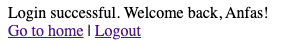 Login successful. Welcome back, Anfas!
Go to home | Logout